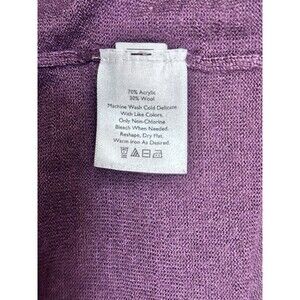 70% Acrylic
30% Wool
Machine Wash Cold Delicate
With Like Colors.
Only Non-Chlorine
Bleach When Needed.
Reshape, Dry Flat,
Warm Iron As Desired.